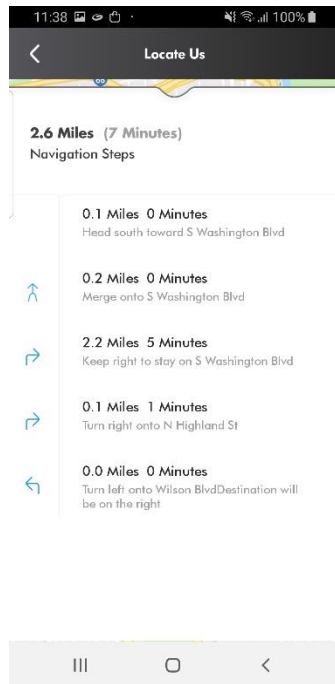 11:38 100%
Locate Us
2.6 Miles (7 Minutes)
Navigation Steps
0.1 Miles 0 Minutes
Head south toward S Washington Blvd
0.2 Miles 0 Minutes
Merge onto S Washington Blvd
2.2 Miles 5 Minutes
Keep right to stay on S Washington Blvd
0.1 Miles 1 Minutes
Turn right onto N Highland St
0.0 Miles 0 Minutes
Turn left onto Wilson BlvdDestination will
be on the right